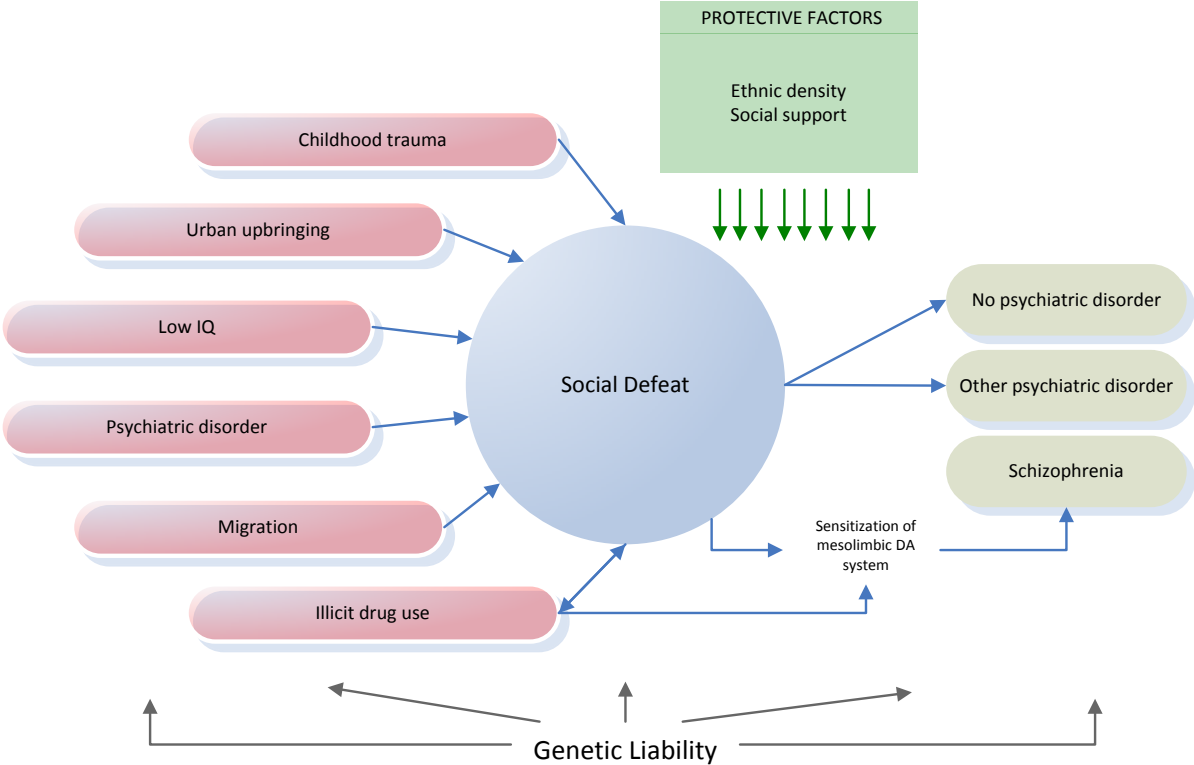 PROTECTIVE FACTORS
Ethnic density
Social support
Childhood trauma
Urban upbringing
Low IQ
Psychiatric disorder
Migration
Illicit drug use
Social Defeat
No psychiatric disorder
Other psychiatric disorder
Schizophrenia
Sensitization of
mesolimbic DA
system
Genetic Liability